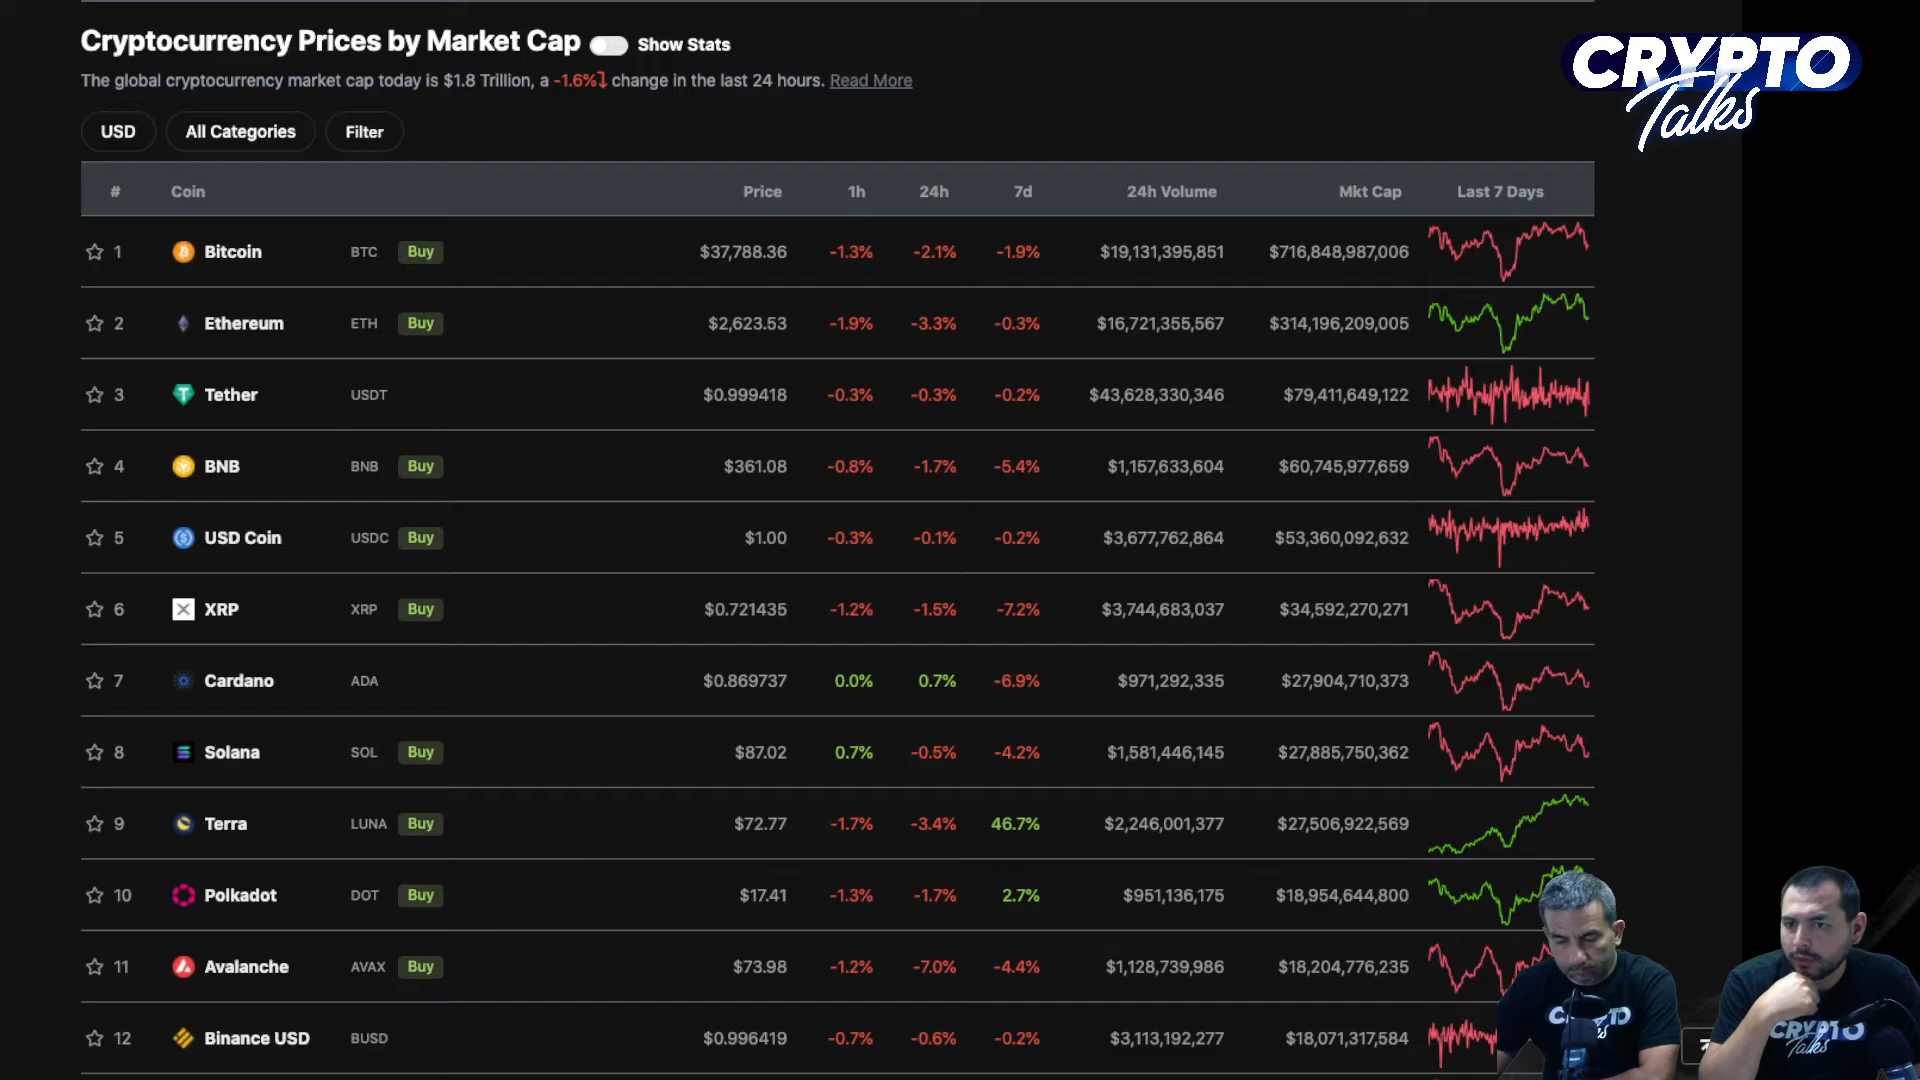 Cryptocurrency Prices by Market Cap Show Stats
The global cryptocurrency market cap today is $1.8 Trillion, a -1.6% change in the last 24 hours. Read More
CRYPTO
Talks
USD All Categories Filter
# Coin Price 1h 24h 7d 24h Volume Mkt Cap Last 7 Days
1 Bitcoin BTC Buy $37,788.36 -1.3% -2.1% -1.9% $19,131,395,851 $716,848,987,006
2 Ethereum ETH Buy $2,623.53 -1.9% -3.3% -0.3% $16,721,355,567 $314,196,209,005
3 Tether USDT $0.999418 -0.3% -0.3% -0.2% $43,628,330,346 $79,411,649,122
4 BNB BNB Buy $361.08 -0.8% -1.7% -5.4% $1,157,633,604 $60,745,977,659
5 USD Coin USDC Buy $1.00 -0.3% -0.1% -0.2% $3,677,762,864 $53,360,092,632
6 XRP XRP Buy $0.721435 -1.2% -1.5% -7.2% $3,744,683,037 $34,592,270,271
7 Cardano ADA $0.869737 0.0% 0.7% -6.9% $971,292,335 $27,904,710,373
8 Solana SOL Buy $87.02 0.7% -0.5% -4.2% $1,581,446,145 $27,885,750,362
9 Terra LUNA Buy $72.77 -1.7% -3.4% 46.7% $2,246,001,377 $27,506,922,569
10 Polkadot DOT Buy $17.41 -1.3% -1.7% 2.7% $951,136,175 $18,954,644,800
11 Avalanche AVAX Buy $73.98 -1.2% -7.0% -4.4% $1,128,739,986 $18,204,776,235
12 Binance USD BUSD $0.996419 -0.7% -0.6% -0.2% $3,113,192,277 $18,071,317,584
CRYPTO
Talks